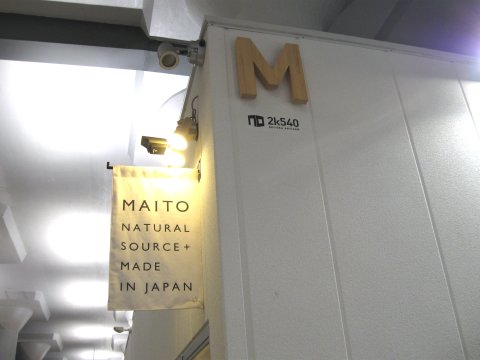 M
2k540
MAITO
NATURAL
SOURCE+
MADE
IN JAPAN